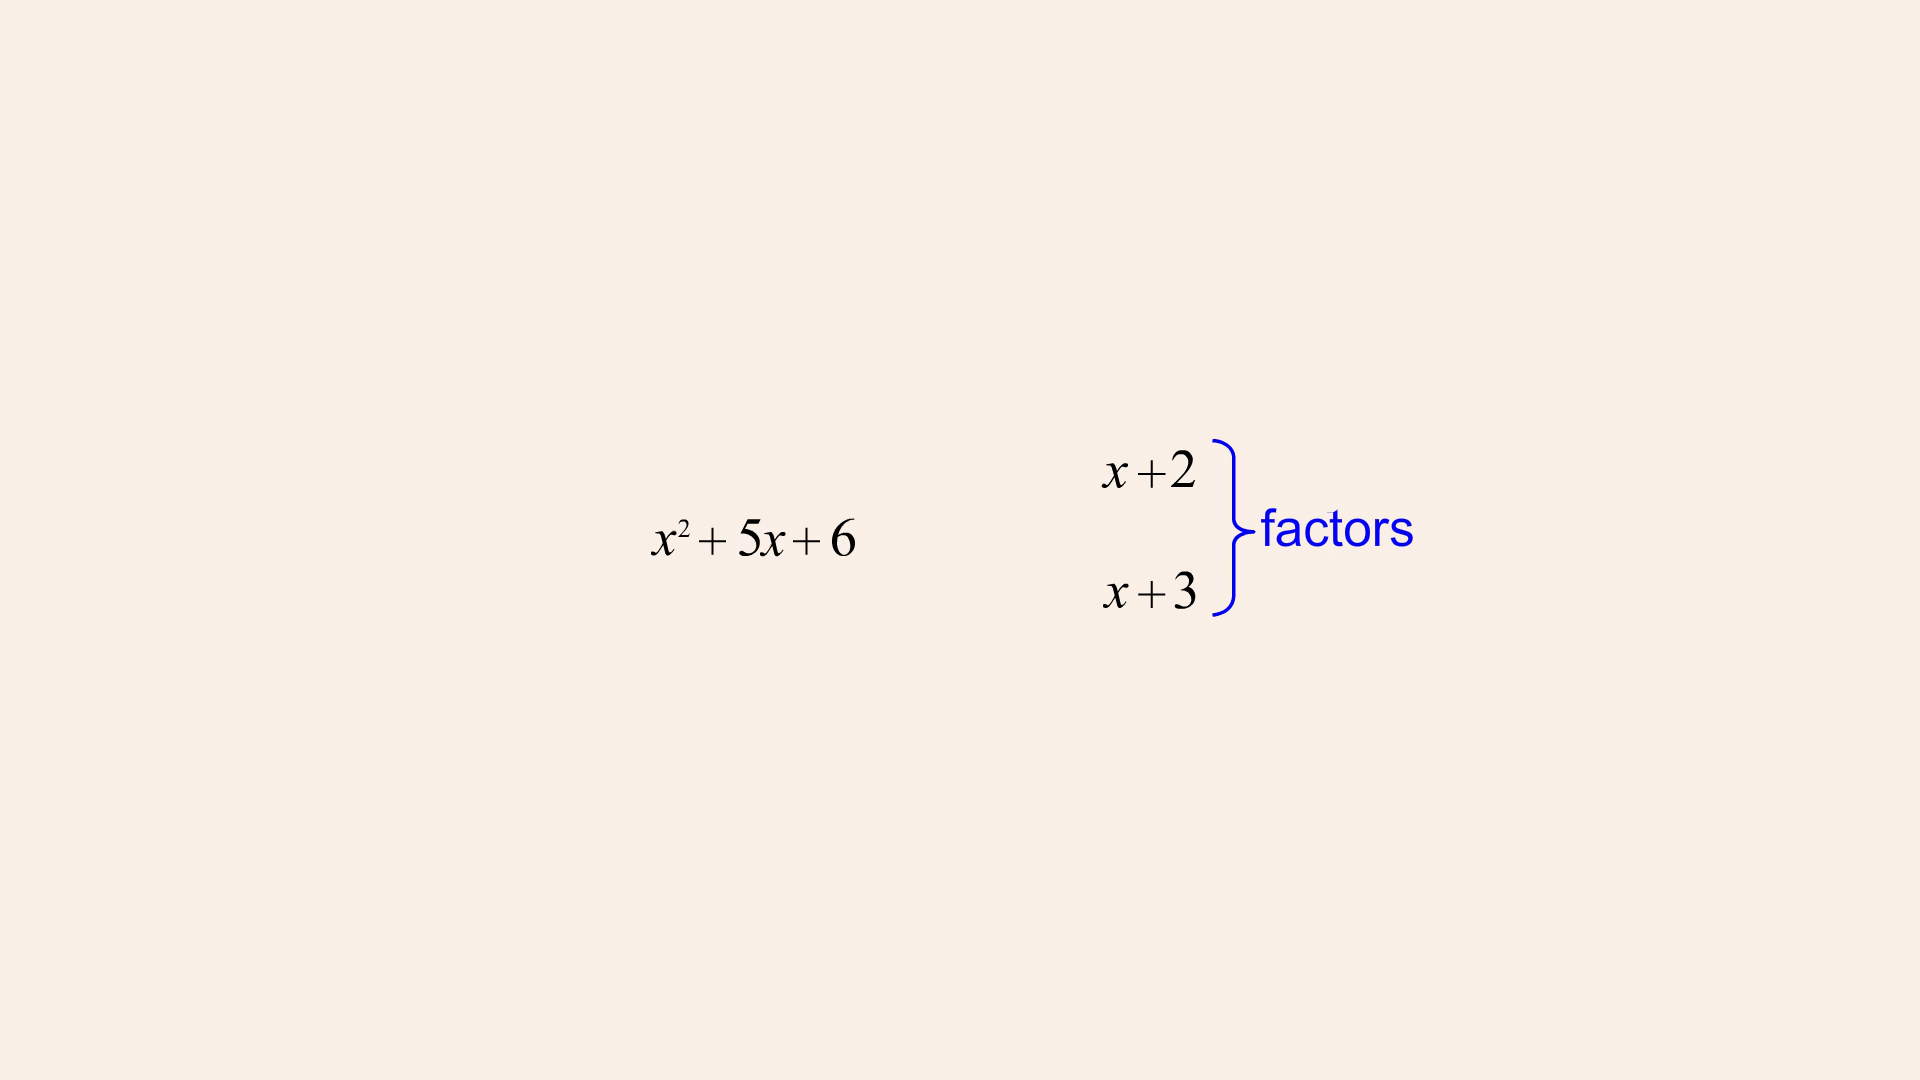 x² + 5x + 6
x + 2
x + 3
factors